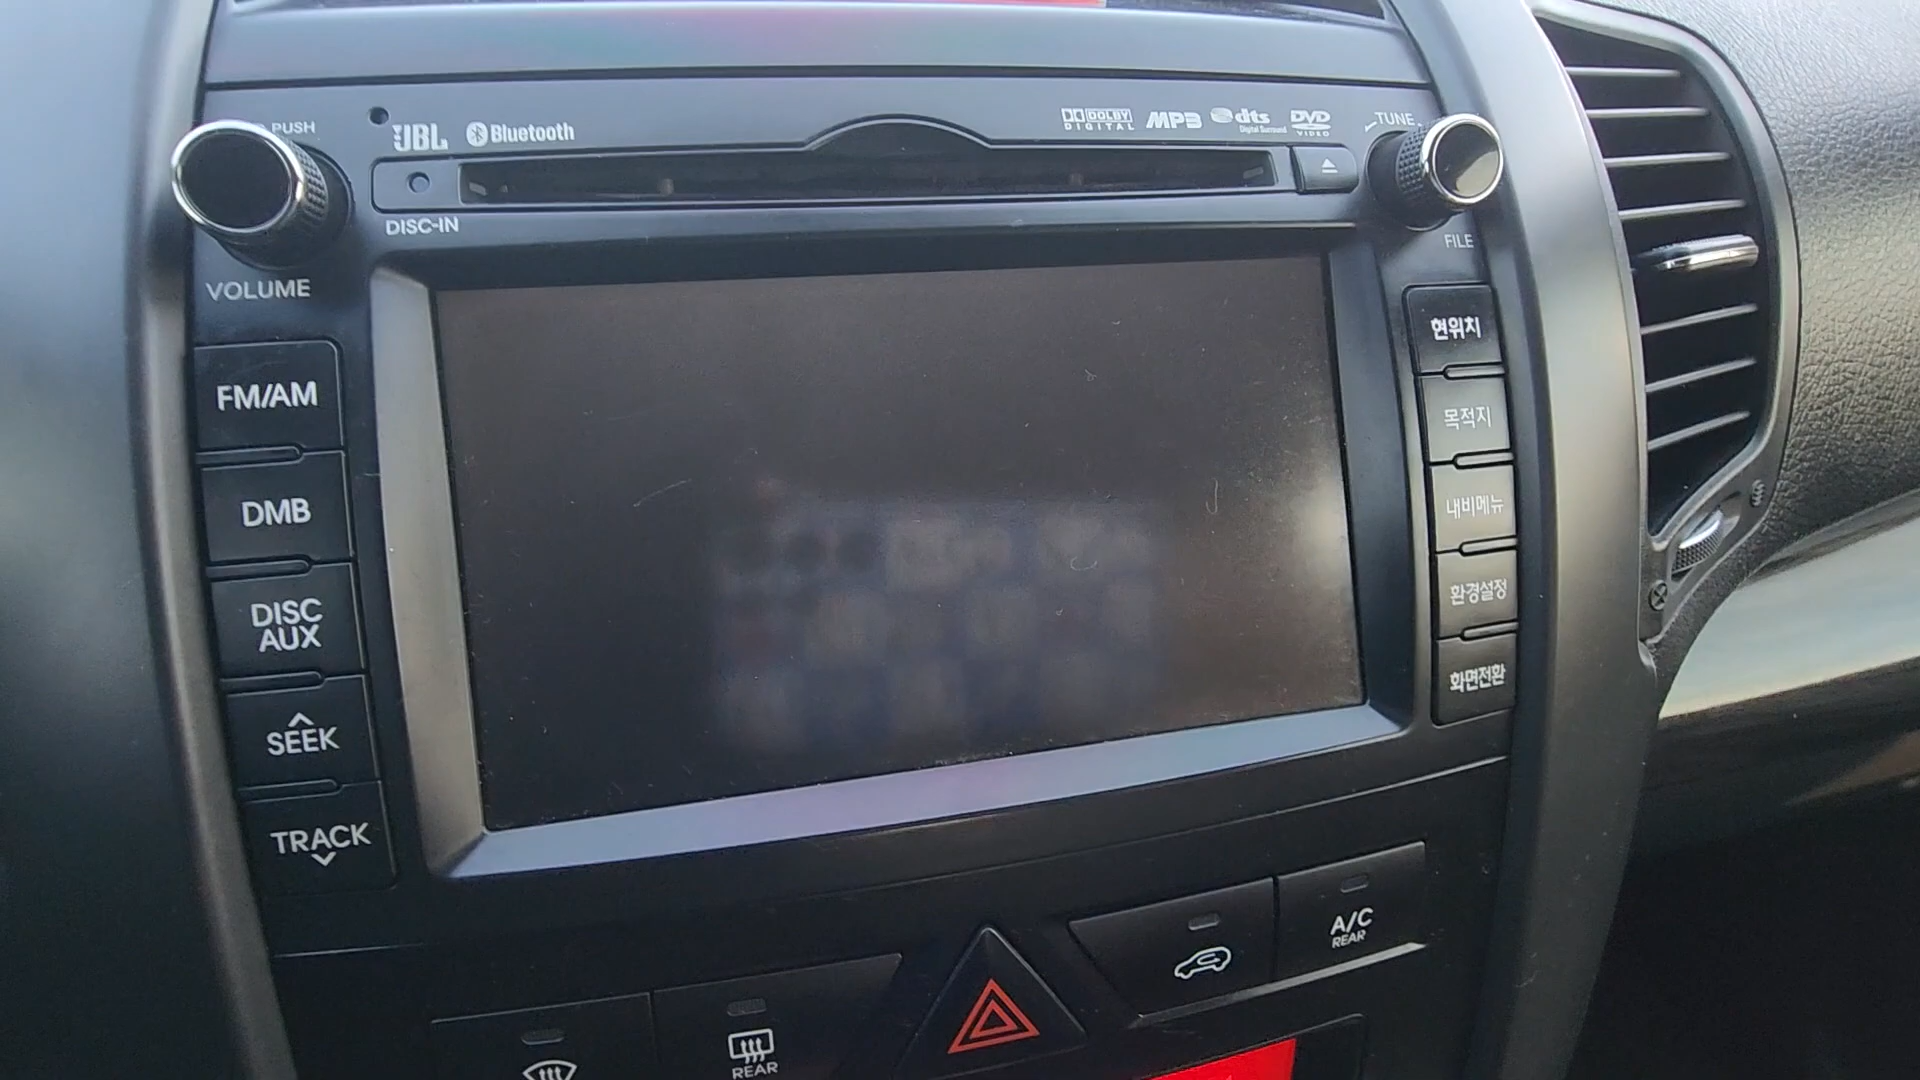 PUSH
JBL
Bluetooth
DOLBY
DIGITAL
MP3
dts
Digital Surround
DVD
VIDEO
TUNE
DISC-IN
FILE
VOLUME
FM/AM
DMB
DISC
AUX
SEEK
TRACK
현위치
목적지
내비메뉴
환경설정
화면전환
A/C
REAR
REAR